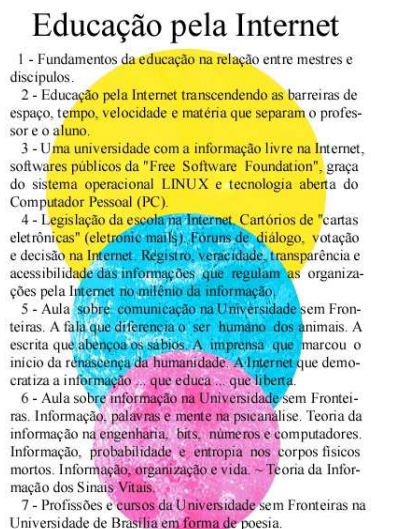 Educação pela Internet
1 - Fundamentos da educação na relação entre mestres e
discípulos.
2 - Educação pela Internet transcendendo as barreiras de
espaço, tempo, velocidade e matéria que separam o profes-
sor e o aluno.
3 - Uma universidade com a informação livre na Internet,
softwares públicos da "Free Software Foundation", graça
do sistema operacional LINUX e tecnologia aberta do
Computador Pessoal (PC).
4 - Legislação da escola na Internet. Cartórios de "cartas
eletrônicas" (eletronic mails). Fóruns de diálogo, votação
e decisão na Internet. Registro, veracidade, transparência e
acessibilidade das informações que regulam as organiza-
ções pela Internet no milênio da informação.
5 - Aula sobre comunicação na Universidade sem Fron-
teiras. A fala que diferencia o ser humano dos animais. A
escrita que abençoa os sábios. A imprensa que marcou o
início da renascença da humanidade. A Internet que demo-
cratiza a informação ... que educa ... que liberta.
6 - Aula sobre informação na Universidade sem Frontei-
ras. Informação, palavras e mente na psicanálise. Teoria da
informação na engenharia, bits, números e computadores.
Informação, probabilidade e entropia nos corpos físicos
mortos. Informação, organização e vida. ~ Teoria da Infor-
mação dos Sinais Vitais.
7 - Profissões e cursos da Universidade sem Fronteiras na
Universidade de Brasília em forma de poesia.